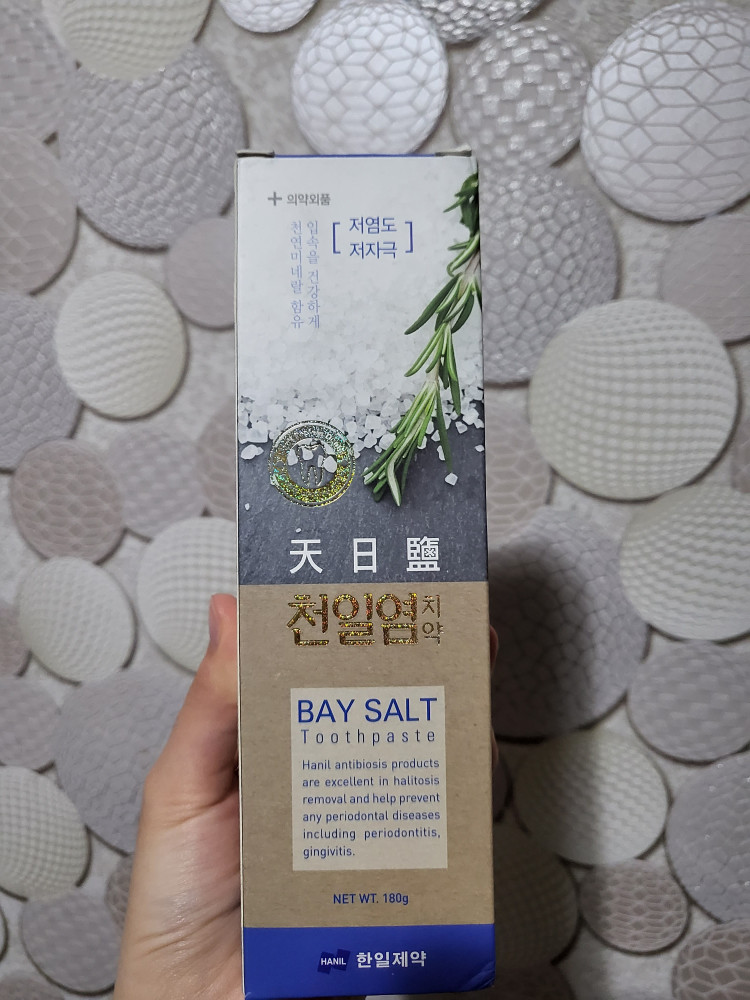 의약외품
입속을 건강하게
천연미네랄 함유
[ 저염도
저자극 ]
天日鹽
천일염 치약
BAY SALT
Toothpaste
Hanil antibiosis products
are excellent in halitosis
removal and help prevent
any periodontal diseases
including periodontitis,
gingivitis.
NET WT. 180g
HANIL 한일제약